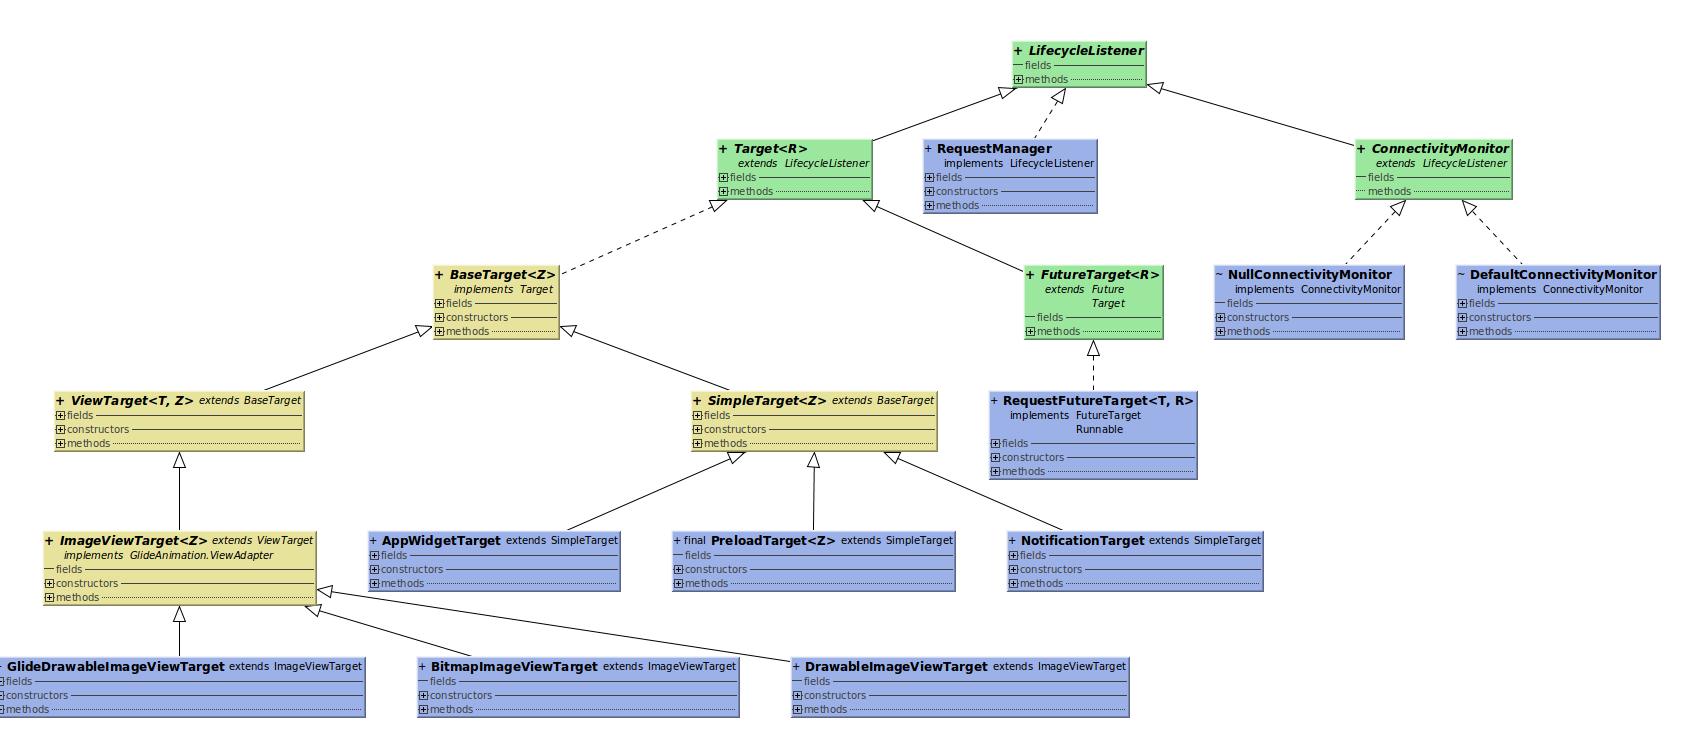 + LifecycleListener
fields
methods
+ Target<R>
extends LifecycleListener
fields
methods
+ RequestManager
implements LifecycleListener
fields
constructors
methods
+ ConnectivityMonitor
extends LifecycleListener
fields
methods
+ BaseTarget<Z>
implements Target
fields
constructors
methods
+ FutureTarget<R>
extends Future
Target
fields
methods
~ NullConnectivityMonitor
implements ConnectivityMonitor
fields
constructors
methods
~ DefaultConnectivityMonitor
implements ConnectivityMonitor
fields
constructors
methods
+ ViewTarget<T, Z> extends BaseTarget
fields
constructors
methods
+ SimpleTarget<Z> extends BaseTarget
fields
constructors
methods
+ RequestFutureTarget<T, R>
implements FutureTarget
Runnable
fields
constructors
methods
+ ImageViewTarget<Z> extends ViewTarget
implements GlideAnimation.ViewAdapter
fields
constructors
methods
+ AppWidgetTarget extends SimpleTarget
fields
constructors
methods
+ final PreloadTarget<Z> extends SimpleTarget
fields
constructors
methods
+ NotificationTarget extends SimpleTarget
fields
constructors
methods
GlideDrawableImageViewTarget extends ImageViewTarget
fields
constructors
methods
+ BitmapImageViewTarget extends ImageViewTarget
fields
constructors
methods
+ DrawableImageViewTarget extends ImageViewTarget
fields
constructors
methods